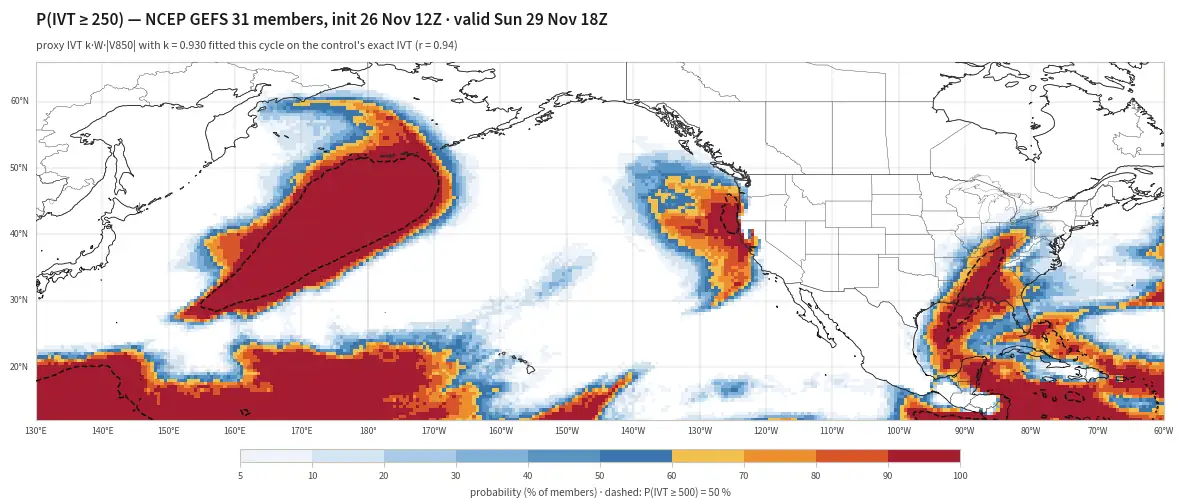 P(IVT ≥ 250) — NCEP GEFS 31 members, init 26 Nov 12Z · valid Sun 29 Nov 18Z
proxy IVT k·W·|V850| with k = 0.930 fitted this cycle on the control's exact IVT (r = 0.94)
60°N
50°N
40°N
30°N
20°N
130°E 140°E 150°E 160°E 170°E 180° 170°W 160°W 150°W 140°W 130°W 120°W 110°W 100°W 90°W 80°W 70°W 60°W
5 10 20 30 40 50 60 70 80 90 100
probability (% of members) · dashed: P(IVT ≥ 500) = 50 %